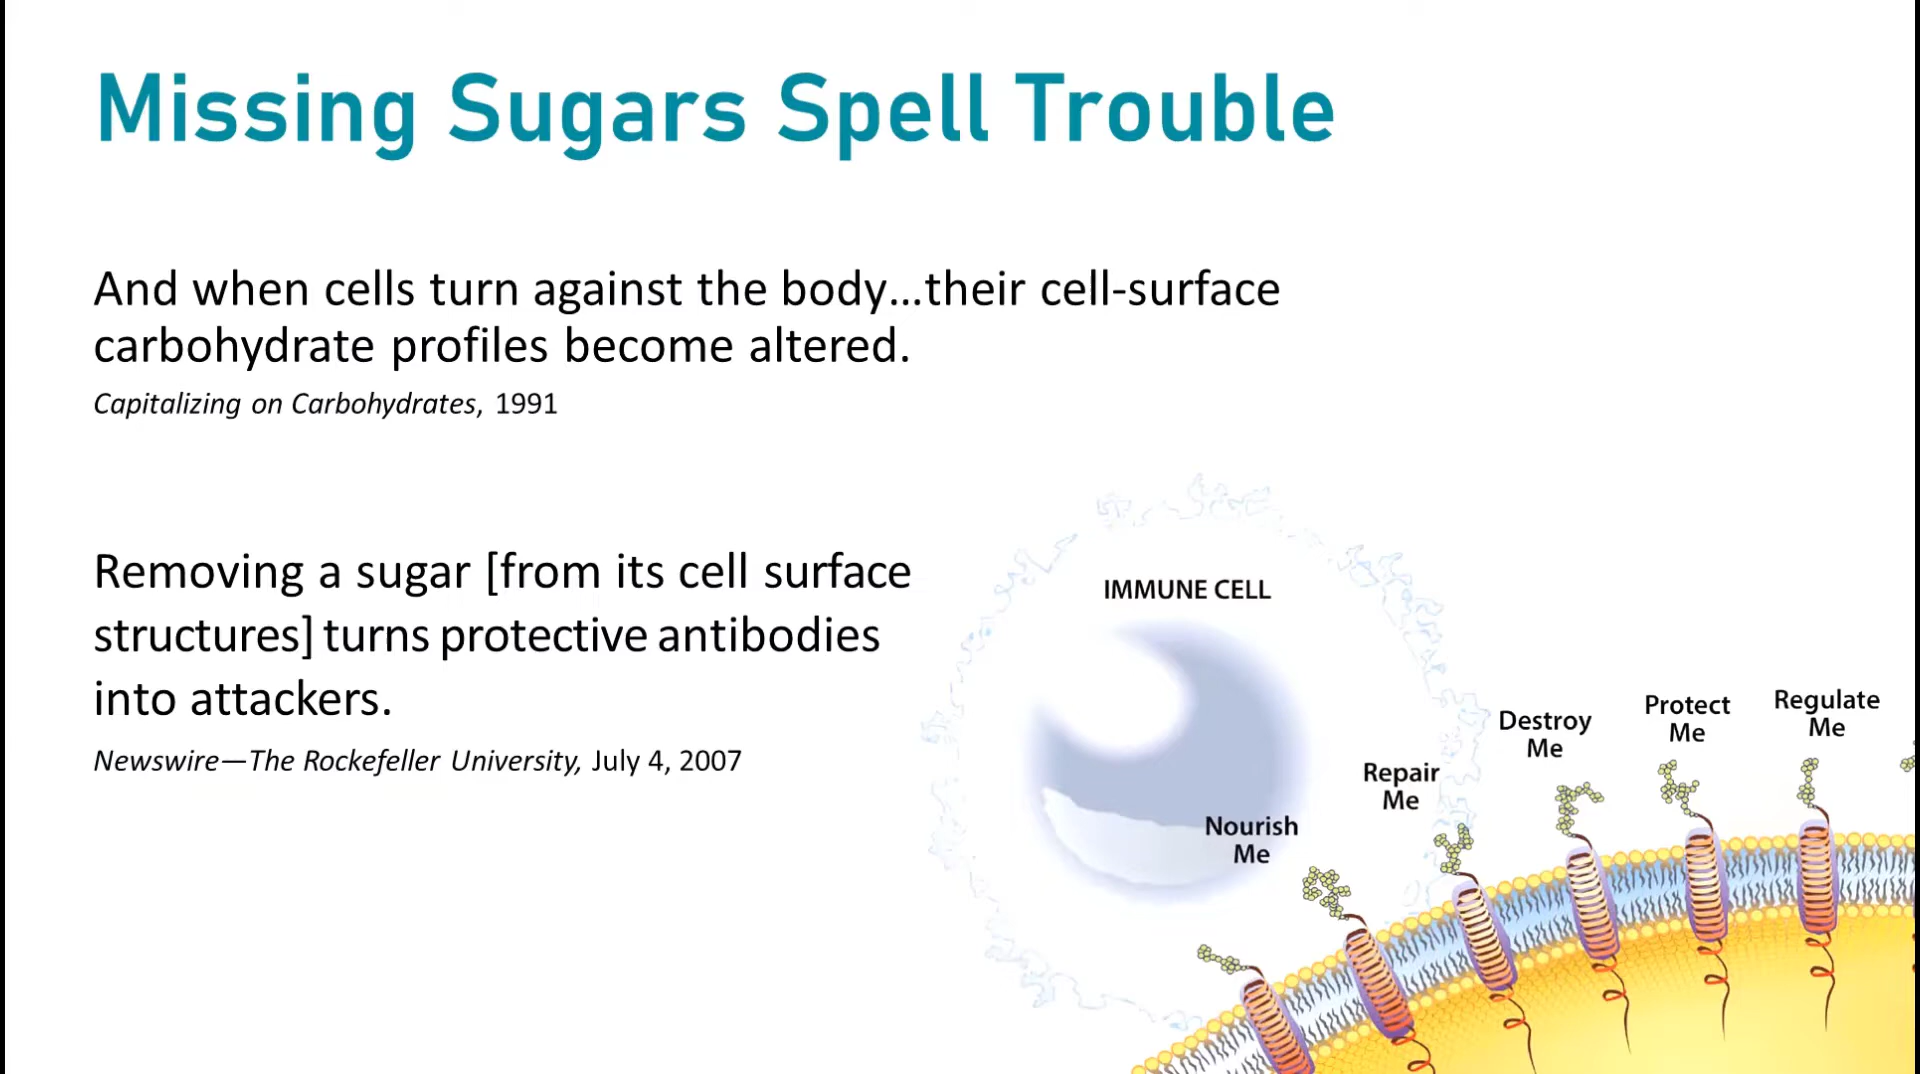 Missing Sugars Spell Trouble
And when cells turn against the body...their cell-surface
carbohydrate profiles become altered.
Capitalizing on Carbohydrates, 1991
Removing a sugar [from its cell surface
structures] turns protective antibodies
into attackers.
Newswire—The Rockefeller University, July 4, 2007
IMMUNE CELL
Nourish
Me
Repair
Me
Destroy
Me
Protect
Me
Regulate
Me